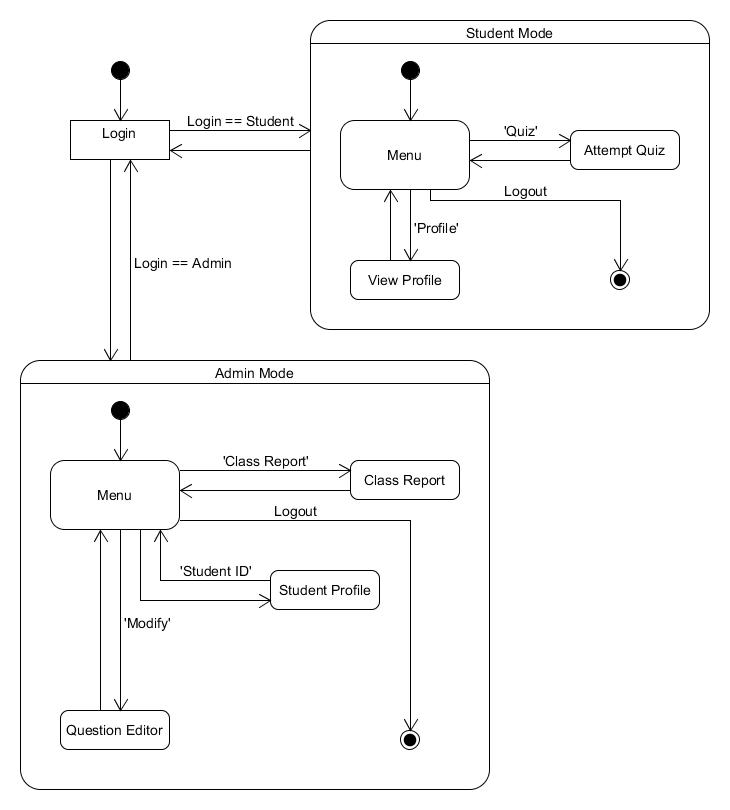 Student Mode
Login
Login == Student
Menu
'Quiz'
Attempt Quiz
Logout
'Profile'
View Profile
Login == Admin
Admin Mode
Menu
'Class Report'
Class Report
Logout
'Student ID'
Student Profile
'Modify'
Question Editor